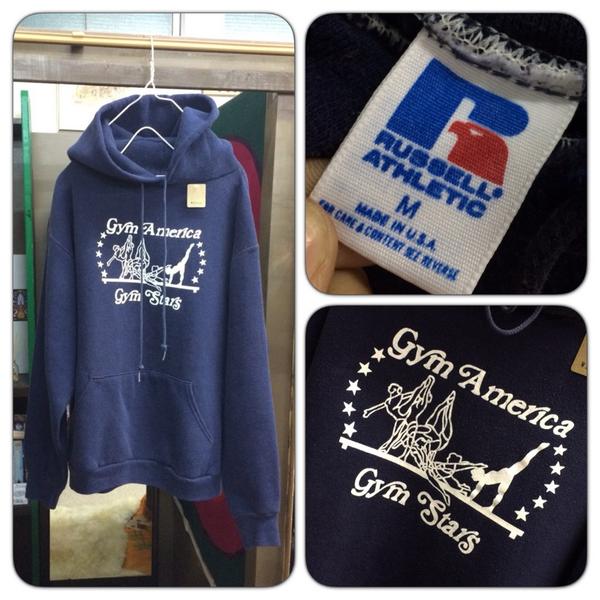 Gym America
Gym Stars
RUSSELL®
ATHLETIC
M
MADE IN U.S.A.
FOR CARE & CONTENT SEE REVERSE
Gym America
Gym Stars